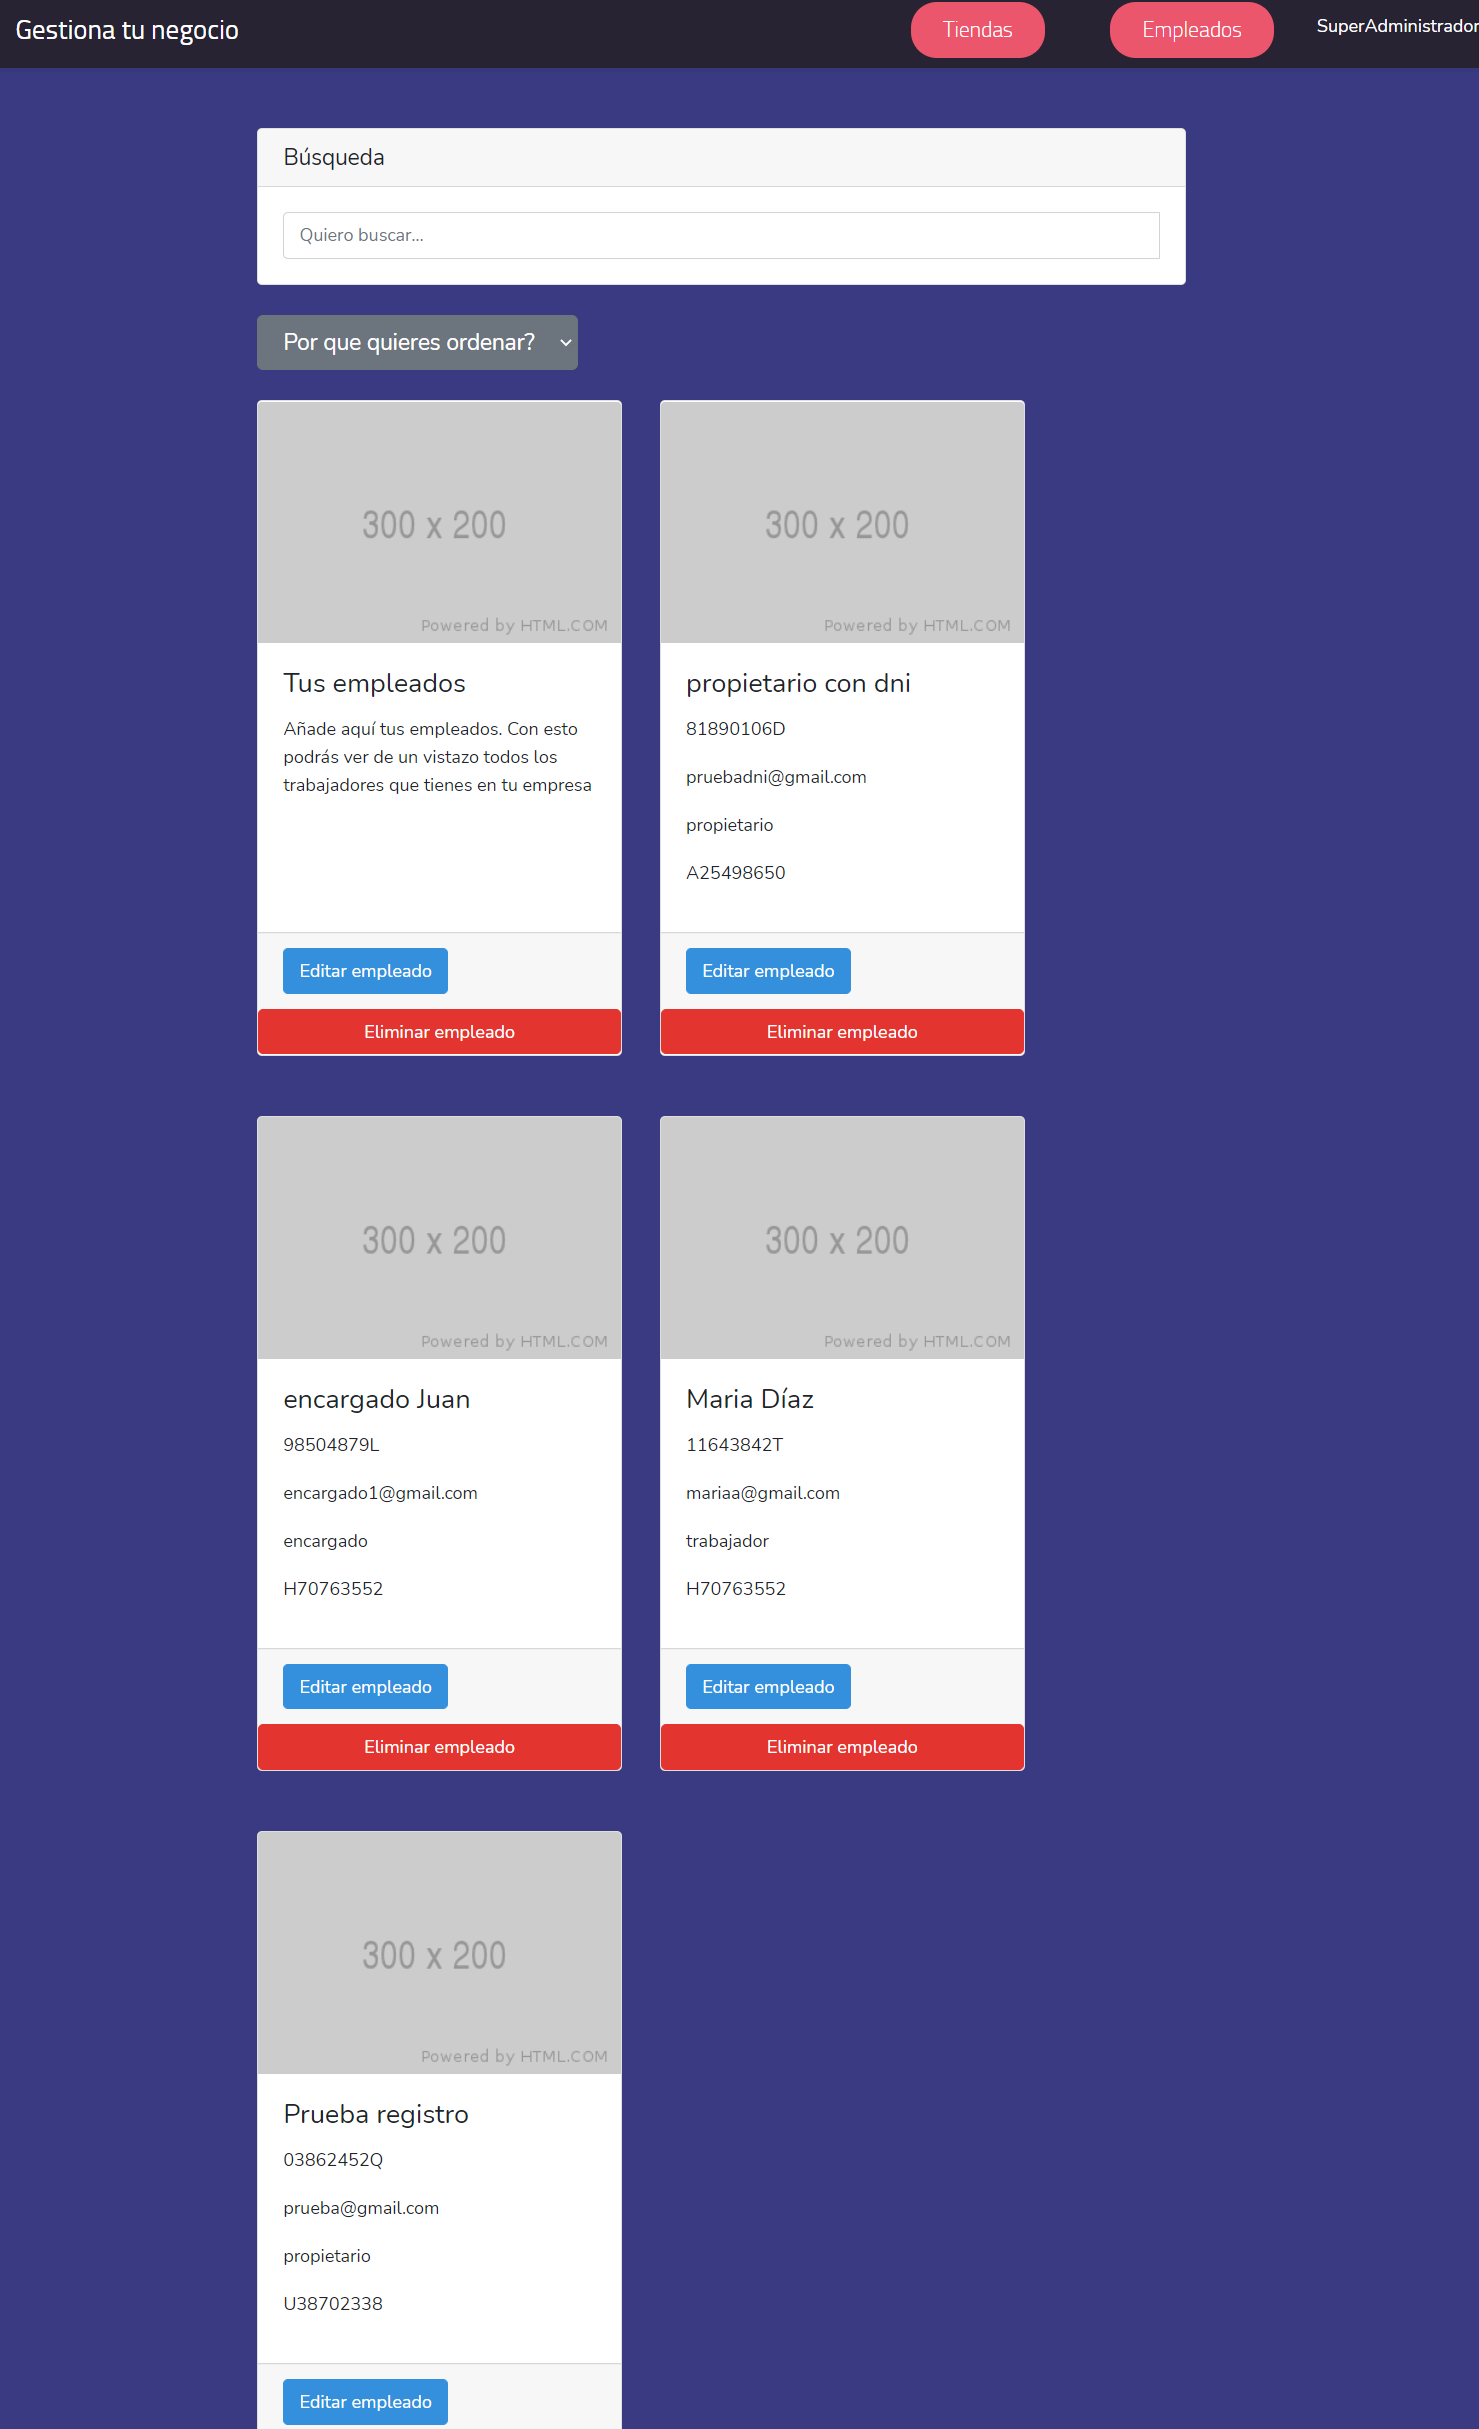 Gestiona tu negocio
Tiendas
Empleados
SuperAdministrador
Búsqueda
Quiero buscar...
Por que quieres ordenar?
300 x 200
Powered by HTML.COM
Tus empleados
Añade aquí tus empleados. Con esto
podrás ver de un vistazo todos los
trabajadores que tienes en tu empresa
Editar empleado
Eliminar empleado
300 x 200
Powered by HTML.COM
propietario con dni
81890106D
pruebadni@gmail.com
propietario
A25498650
Editar empleado
Eliminar empleado
300 x 200
Powered by HTML.COM
encargado Juan
98504879L
encargado1@gmail.com
encargado
H70763552
Editar empleado
Eliminar empleado
300 x 200
Powered by HTML.COM
Maria Díaz
11643842T
mariaa@gmail.com
trabajador
H70763552
Editar empleado
Eliminar empleado
300 x 200
Powered by HTML.COM
Prueba registro
03862452Q
prueba@gmail.com
propietario
U38702338
Editar empleado